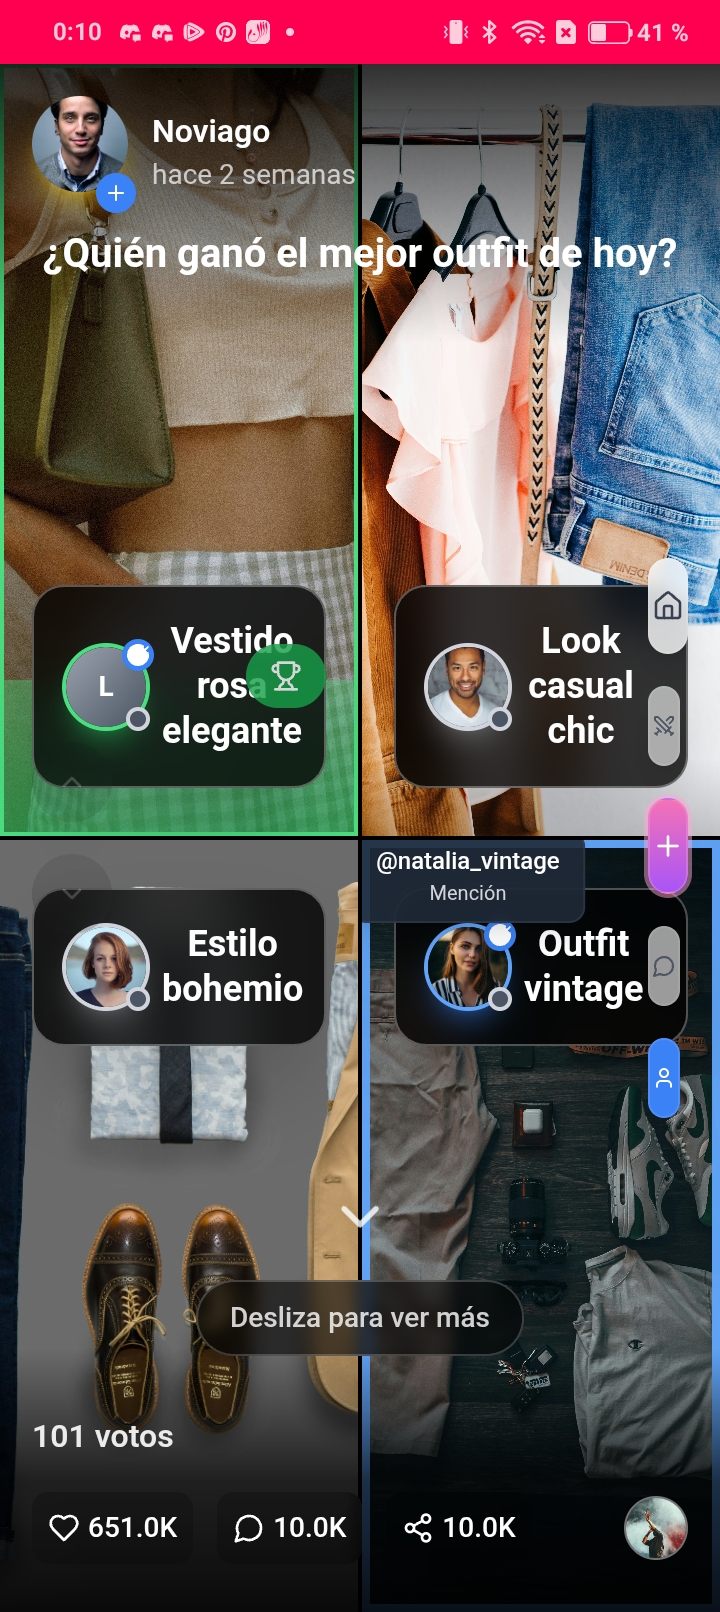 0:10
41 %
Noviago
hace 2 semanas
¿Quién ganó el mejor outfit de hoy?
DENIM
Vestido
rosa
elegante
L
Look
casual
chic
@natalia_vintage
Mención
Estilo
bohemio
Outfit
vintage
Desliza para ver más
101 votos
651.0K
10.0K
10.0K